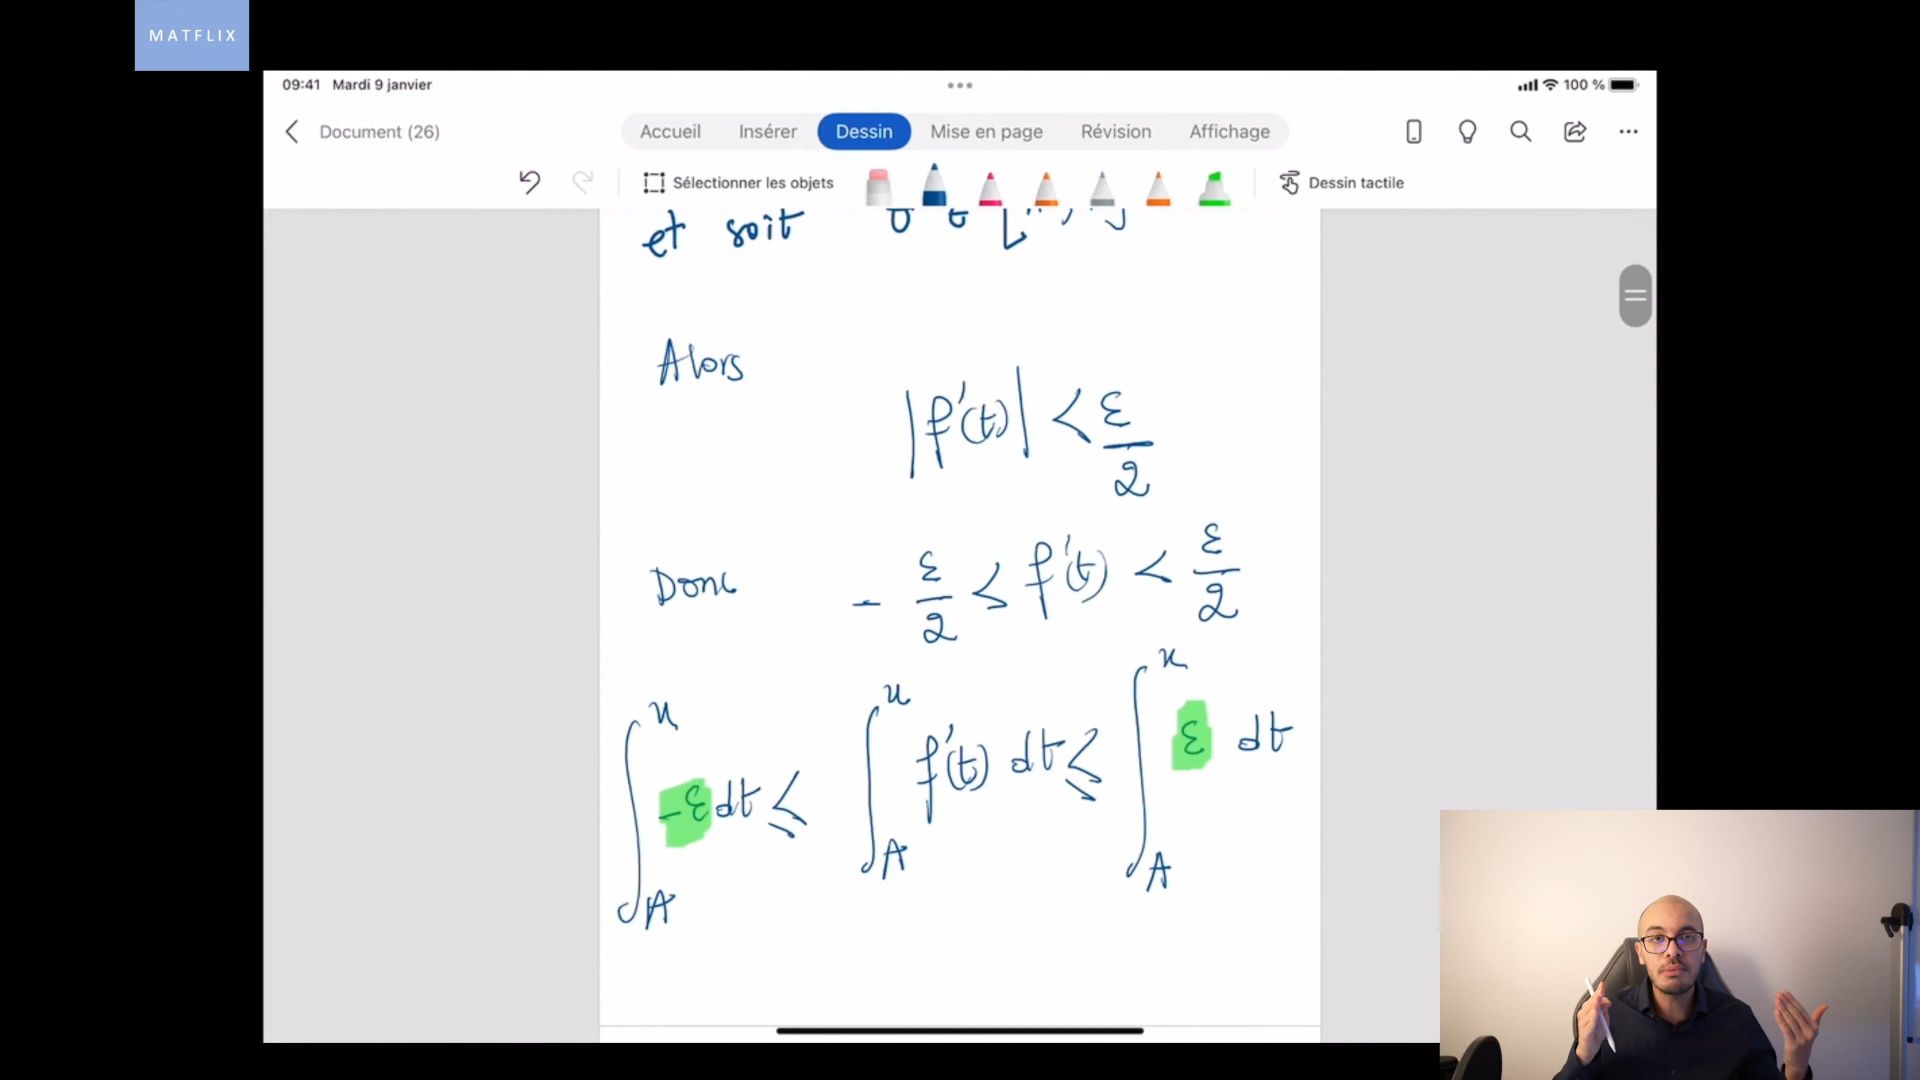 MATFLIX
09:41 Mardi 9 janvier
100 %
Document (26)
Accueil Insérer Dessin Mise en page Révision Affichage
Sélectionner les objets
Dessin tactile
et soit
Alors
|f'(t)| < ε/2
Donc - ε/2 < f'(t) < ε/2
∫_A^x -ε dt ≤ ∫_A^x f'(t) dt ≤ ∫_A^x ε dt